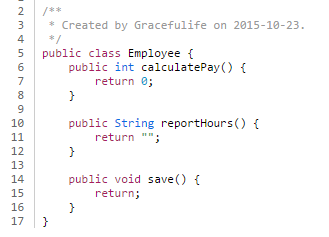 1
2 /**
3  * Created by Gracefulife on 2015-10-23.
4  */
5 public class Employee {
6     public int calculatePay() {
7         return 0;
8     }
9
10     public String reportHours() {
11         return "";
12     }
13
14     public void save() {
15         return;
16     }
17 }